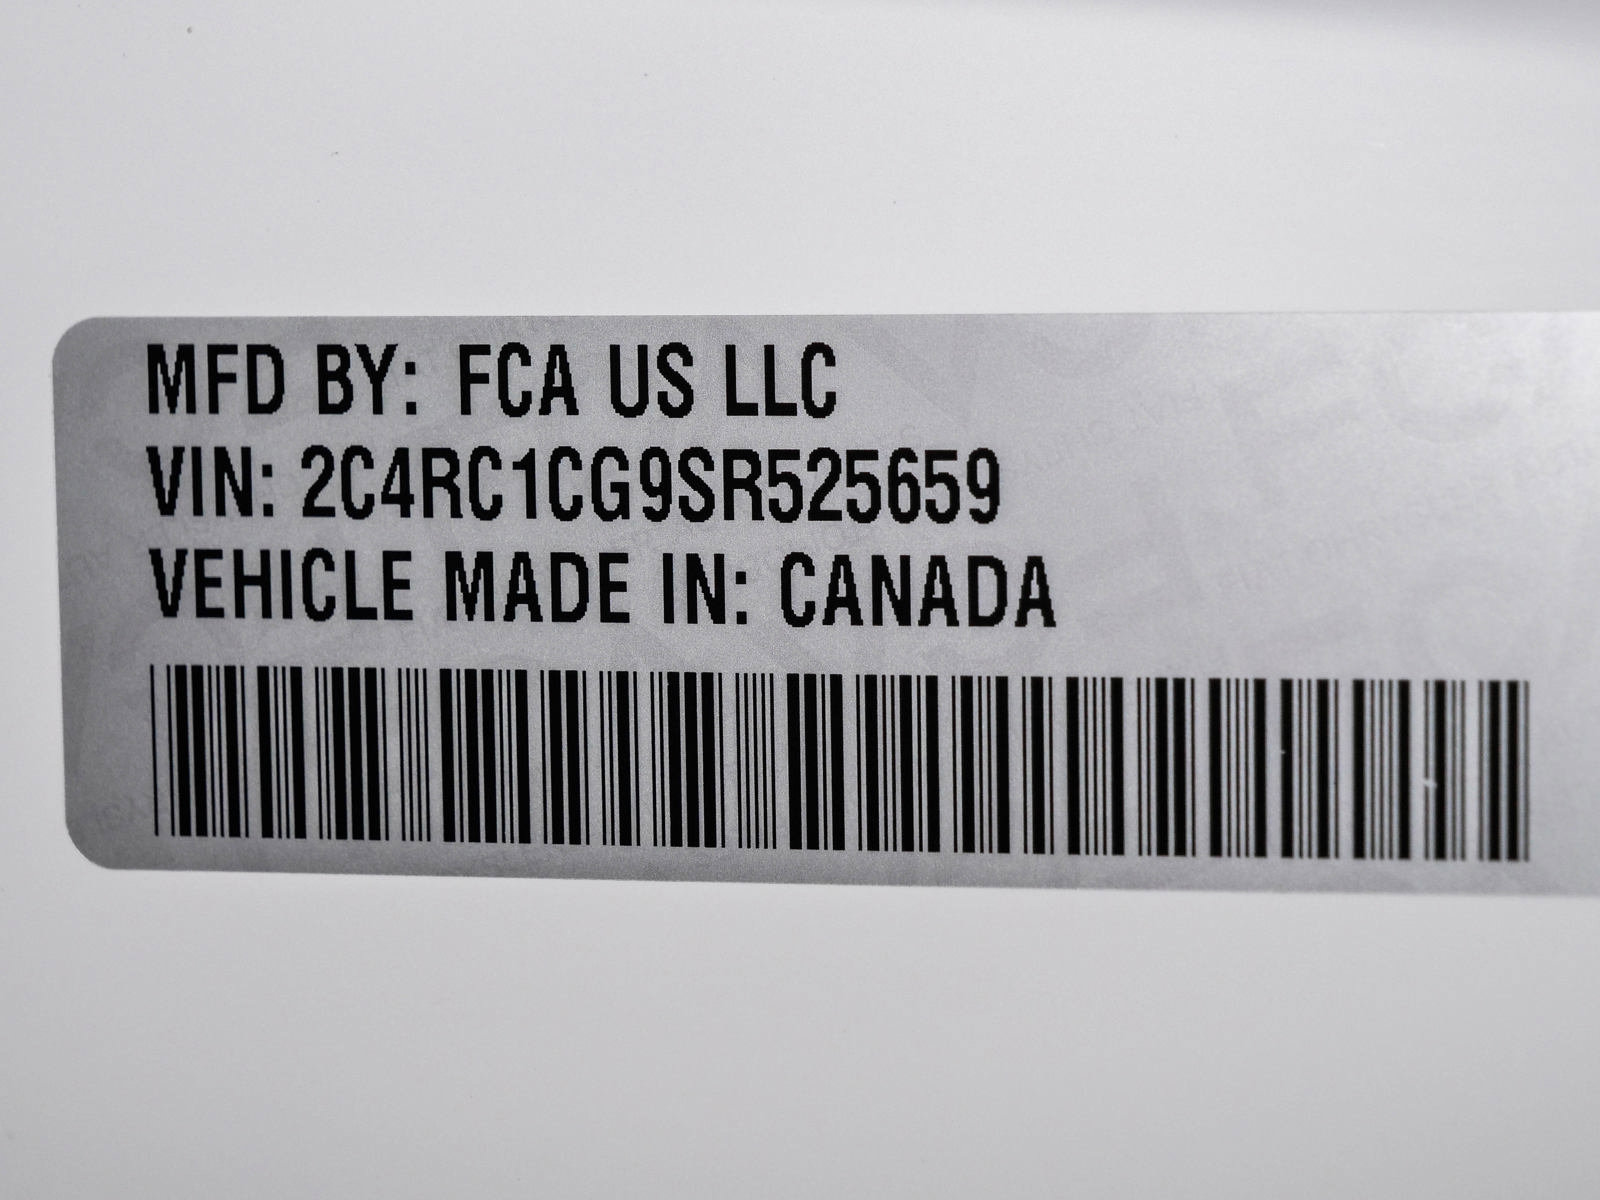 MFD BY: FCA US LLC
VIN: 2C4RC1CG9SR525659
VEHICLE MADE IN: CANADA